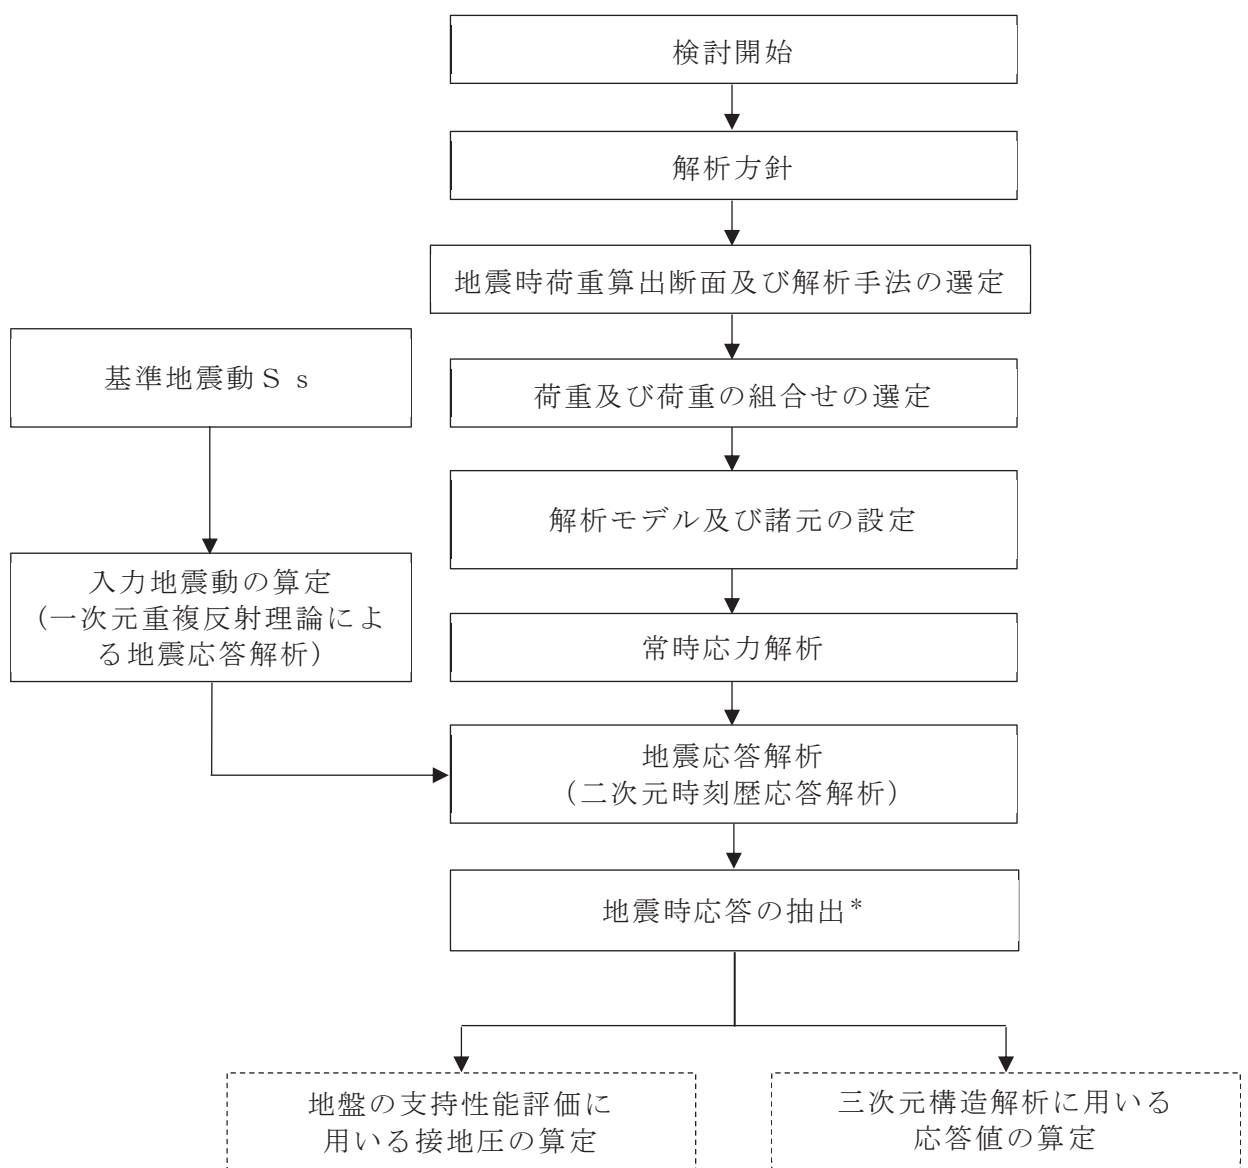 検討開始
解析方針
地震時荷重算出断面及び解析手法の選定
基準地震動Ｓｓ
荷重及び荷重の組合せの選定
解析モデル及び諸元の設定
入力地震動の算定
(一次元重複反射理論によ
る地震応答解析)
常時応力解析
地震応答解析
(二次元時刻歴応答解析)
地震時応答の抽出*
地盤の支持性能評価に
用いる接地圧の算定
三次元構造解析に用いる
応答値の算定